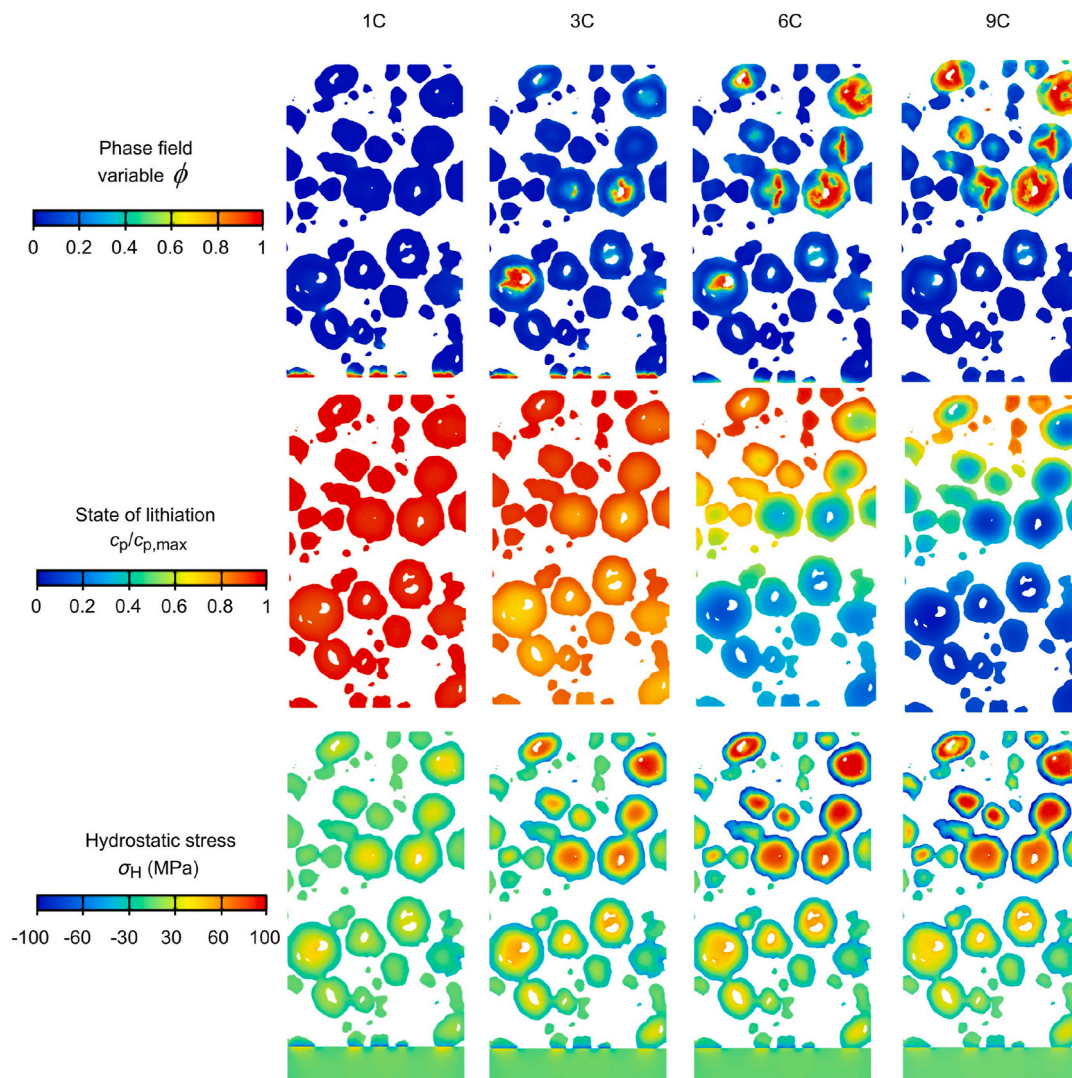 1C 3C 6C 9C
Phase field
variable ϕ
0 0.2 0.4 0.6 0.8 1
State of lithiation
cp/cp,max
0 0.2 0.4 0.6 0.8 1
Hydrostatic stress
σH (MPa)
-100 -60 -30 30 60 100